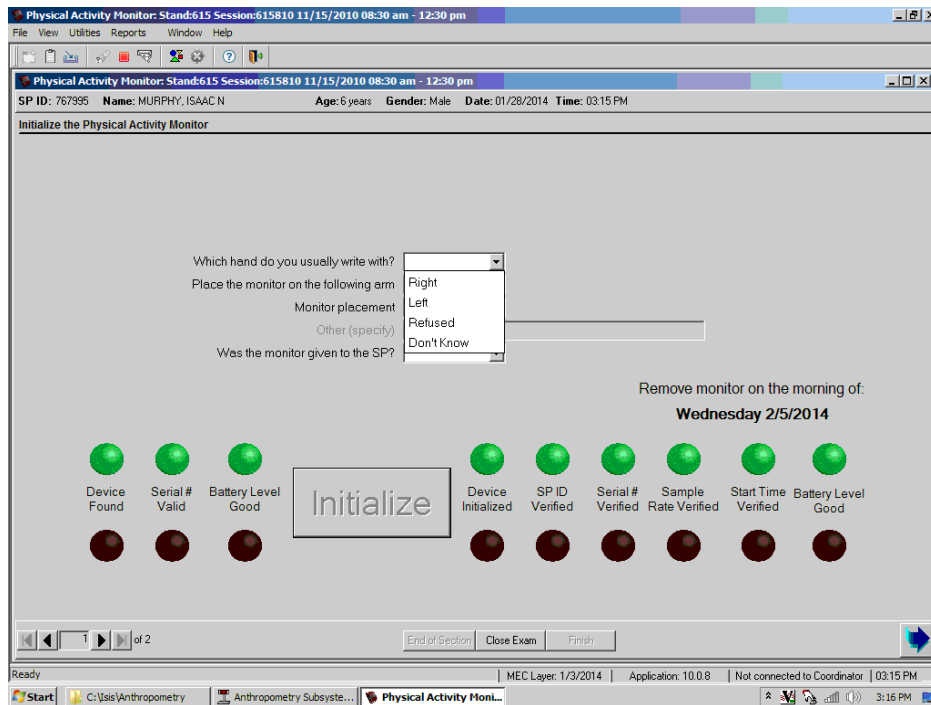 Physical Activity Monitor: Stand:615 Session:615810 11/15/2010 08:30 am - 12:30 pm
File View Utilities Reports Window Help
Physical Activity Monitor: Stand:615 Session:615810 11/15/2010 08:30 am - 12:30 pm
SP ID: 767995 Name: MURPHY, ISAAC N Age: 6 years Gender: Male Date: 01/28/2014 Time: 03:15 PM
Initialize the Physical Activity Monitor
Which hand do you usually write with?
Right
Place the monitor on the following arm
Left
Monitor placement
Refused
Other (specify)
Don't Know
Was the monitor given to the SP?
Remove monitor on the morning of:
Wednesday 2/5/2014
Device Found
Serial # Valid
Battery Level Good
Initialize
Device Initialized
SP ID Verified
Serial # Verified
Sample Rate Verified
Start Time Verified
Battery Level Good
1 of 2
End of Section Close Exam Finish
Ready MEC Layer: 1/3/2014 Application: 10.0.8 Not connected to Coordinator 03:15 PM
Start C:\Isis\Anthropometry Anthropometry Subsyste... Physical Activity Moni... 3:16 PM